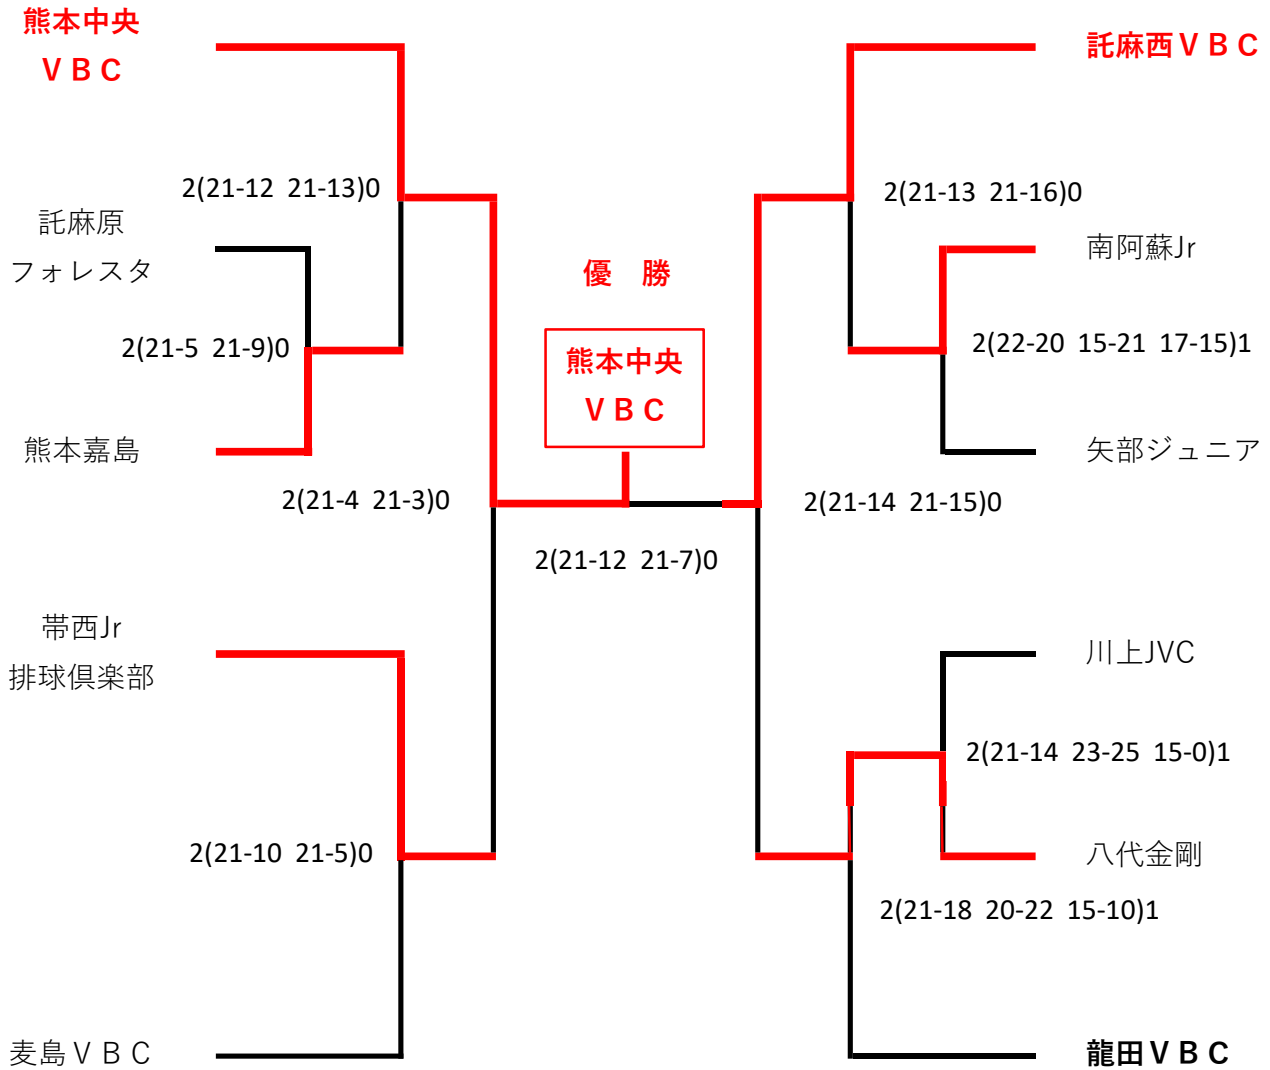 熊本中央
ＶＢＣ
託麻西ＶＢＣ
2(21-12 21-13)0
2(21-13 21-16)0
託麻原
フォレスタ
南阿蘇Jr
優　勝
2(21-5 21-9)0
2(22-20 15-21 17-15)1
熊本中央
ＶＢＣ
熊本嘉島
矢部ジュニア
2(21-4 21-3)0
2(21-14 21-15)0
2(21-12 21-7)0
帯西Jr
排球倶楽部
川上JVC
2(21-14 23-25 15-0)1
2(21-10 21-5)0
八代金剛
2(21-18 20-22 15-10)1
麦島ＶＢＣ
龍田ＶＢＣ